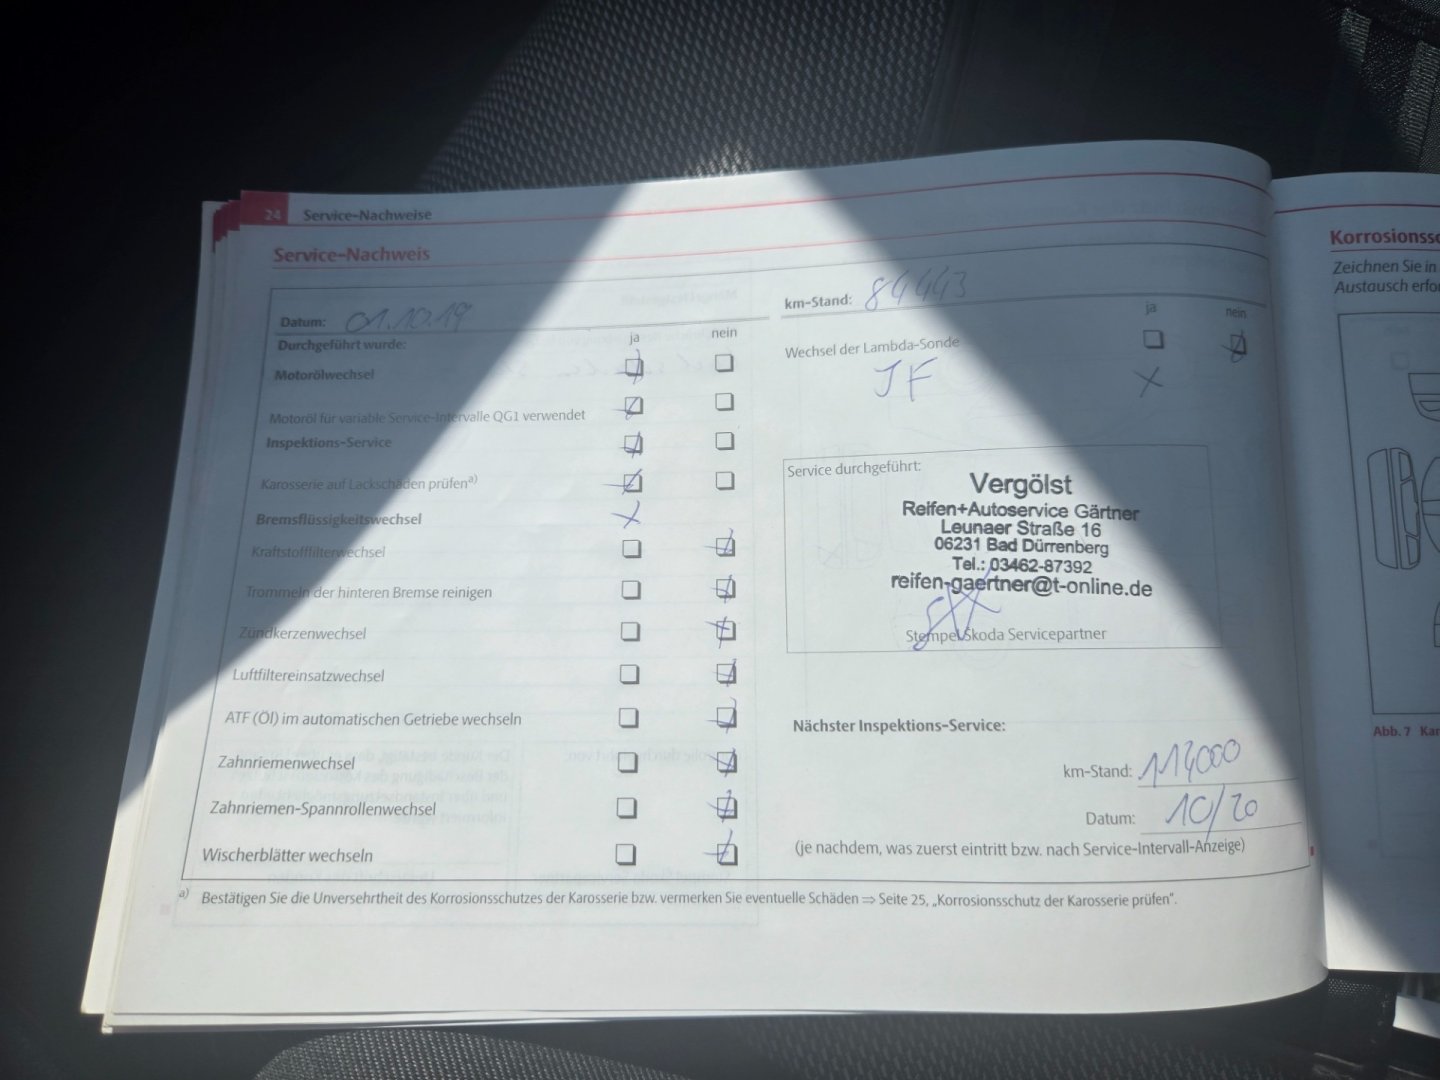 24 Service-Nachweise
Service-Nachweis
Datum: 01.10.19
Durchgeführt wurde: ja nein
Motorölwechsel
Motoröl für variable Service-Intervalle QG1 verwendet
Inspektions-Service
Karosserie auf Lackschäden prüfen a)
Bremsflüssigkeitswechsel
Kraftstofffilterwechsel
Trommeln der hinteren Bremse reinigen
Zündkerzenwechsel
Luftfiltereinsatzwechsel
ATF (Öl) im automatischen Getriebe wechseln
Zahnriemenwechsel
Zahnriemen-Spannrollenwechsel
Wischerblätter wechseln
km-Stand: 84443
ja nein
Wechsel der Lambda-Sonde
JF X
Service durchgeführt:
Vergölst
Reifen+Autoservice Gärtner
Leunaer Straße 16
06231 Bad Dürrenberg
Tel.: 03462-87392
reifen-gaertner@t-online.de
Stempel Skoda Servicepartner
Nächster Inspektions-Service:
km-Stand: 114000
Datum: 10/20
(je nachdem, was zuerst eintritt bzw. nach Service-Intervall-Anzeige)
a) Bestätigen Sie die Unversehrtheit des Korrosionsschutzes der Karosserie bzw. vermerken Sie eventuelle Schäden ⇒ Seite 25, „Korrosionsschutz der Karosserie prüfen“.
Korrosionssc
Zeichnen Sie in
Austausch erfo
Abb. 7 Kar